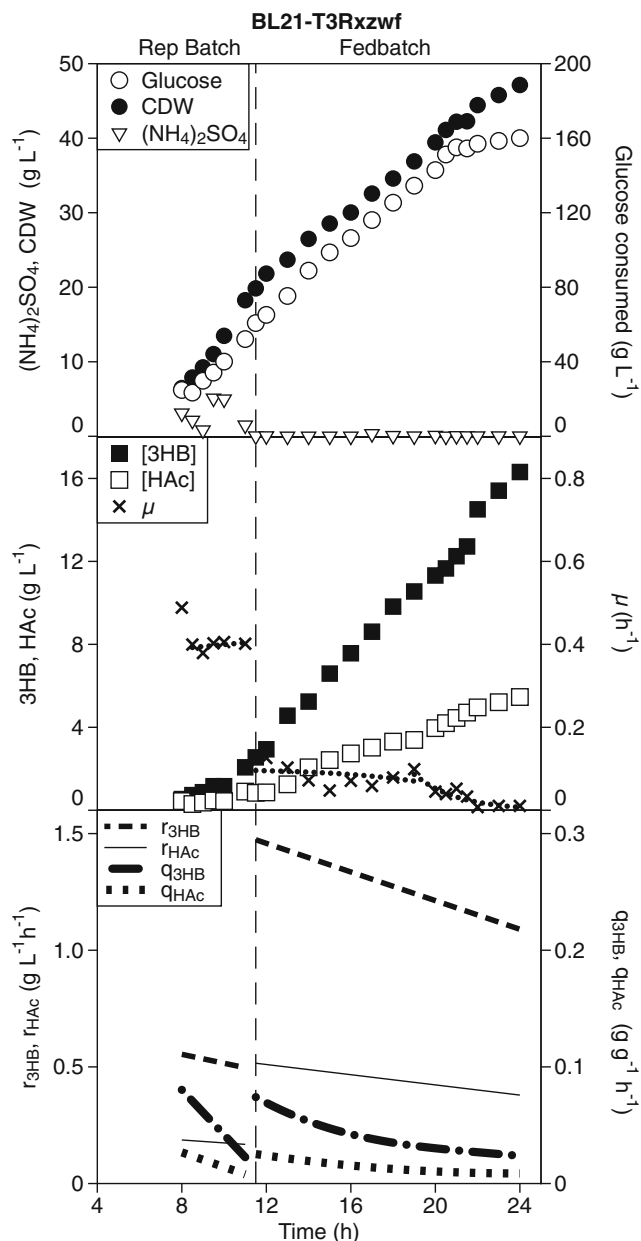 BL21-T3Rxzwf
Rep Batch Fedbatch
50 200
Glucose
CDW
(NH4)2SO4
40 160
30 120
20 80
10 40
0 0
(NH4)2SO4, CDW (g L-1)
Glucose consumed (g L-1)
[3HB]
[HAc]
μ
16 0.8
12 0.6
8 0.4
4 0.2
0 0
3HB, HAc (g L-1)
μ (h-1)
r3HB
rHAc
q3HB
qHAc
1.5 0.3
1.0 0.2
0.5 0.1
0 0
r3HB, rHAc (g L-1h-1)
q3HB, qHAc (g g-1 h-1)
4 8 12 16 20 24
Time (h)